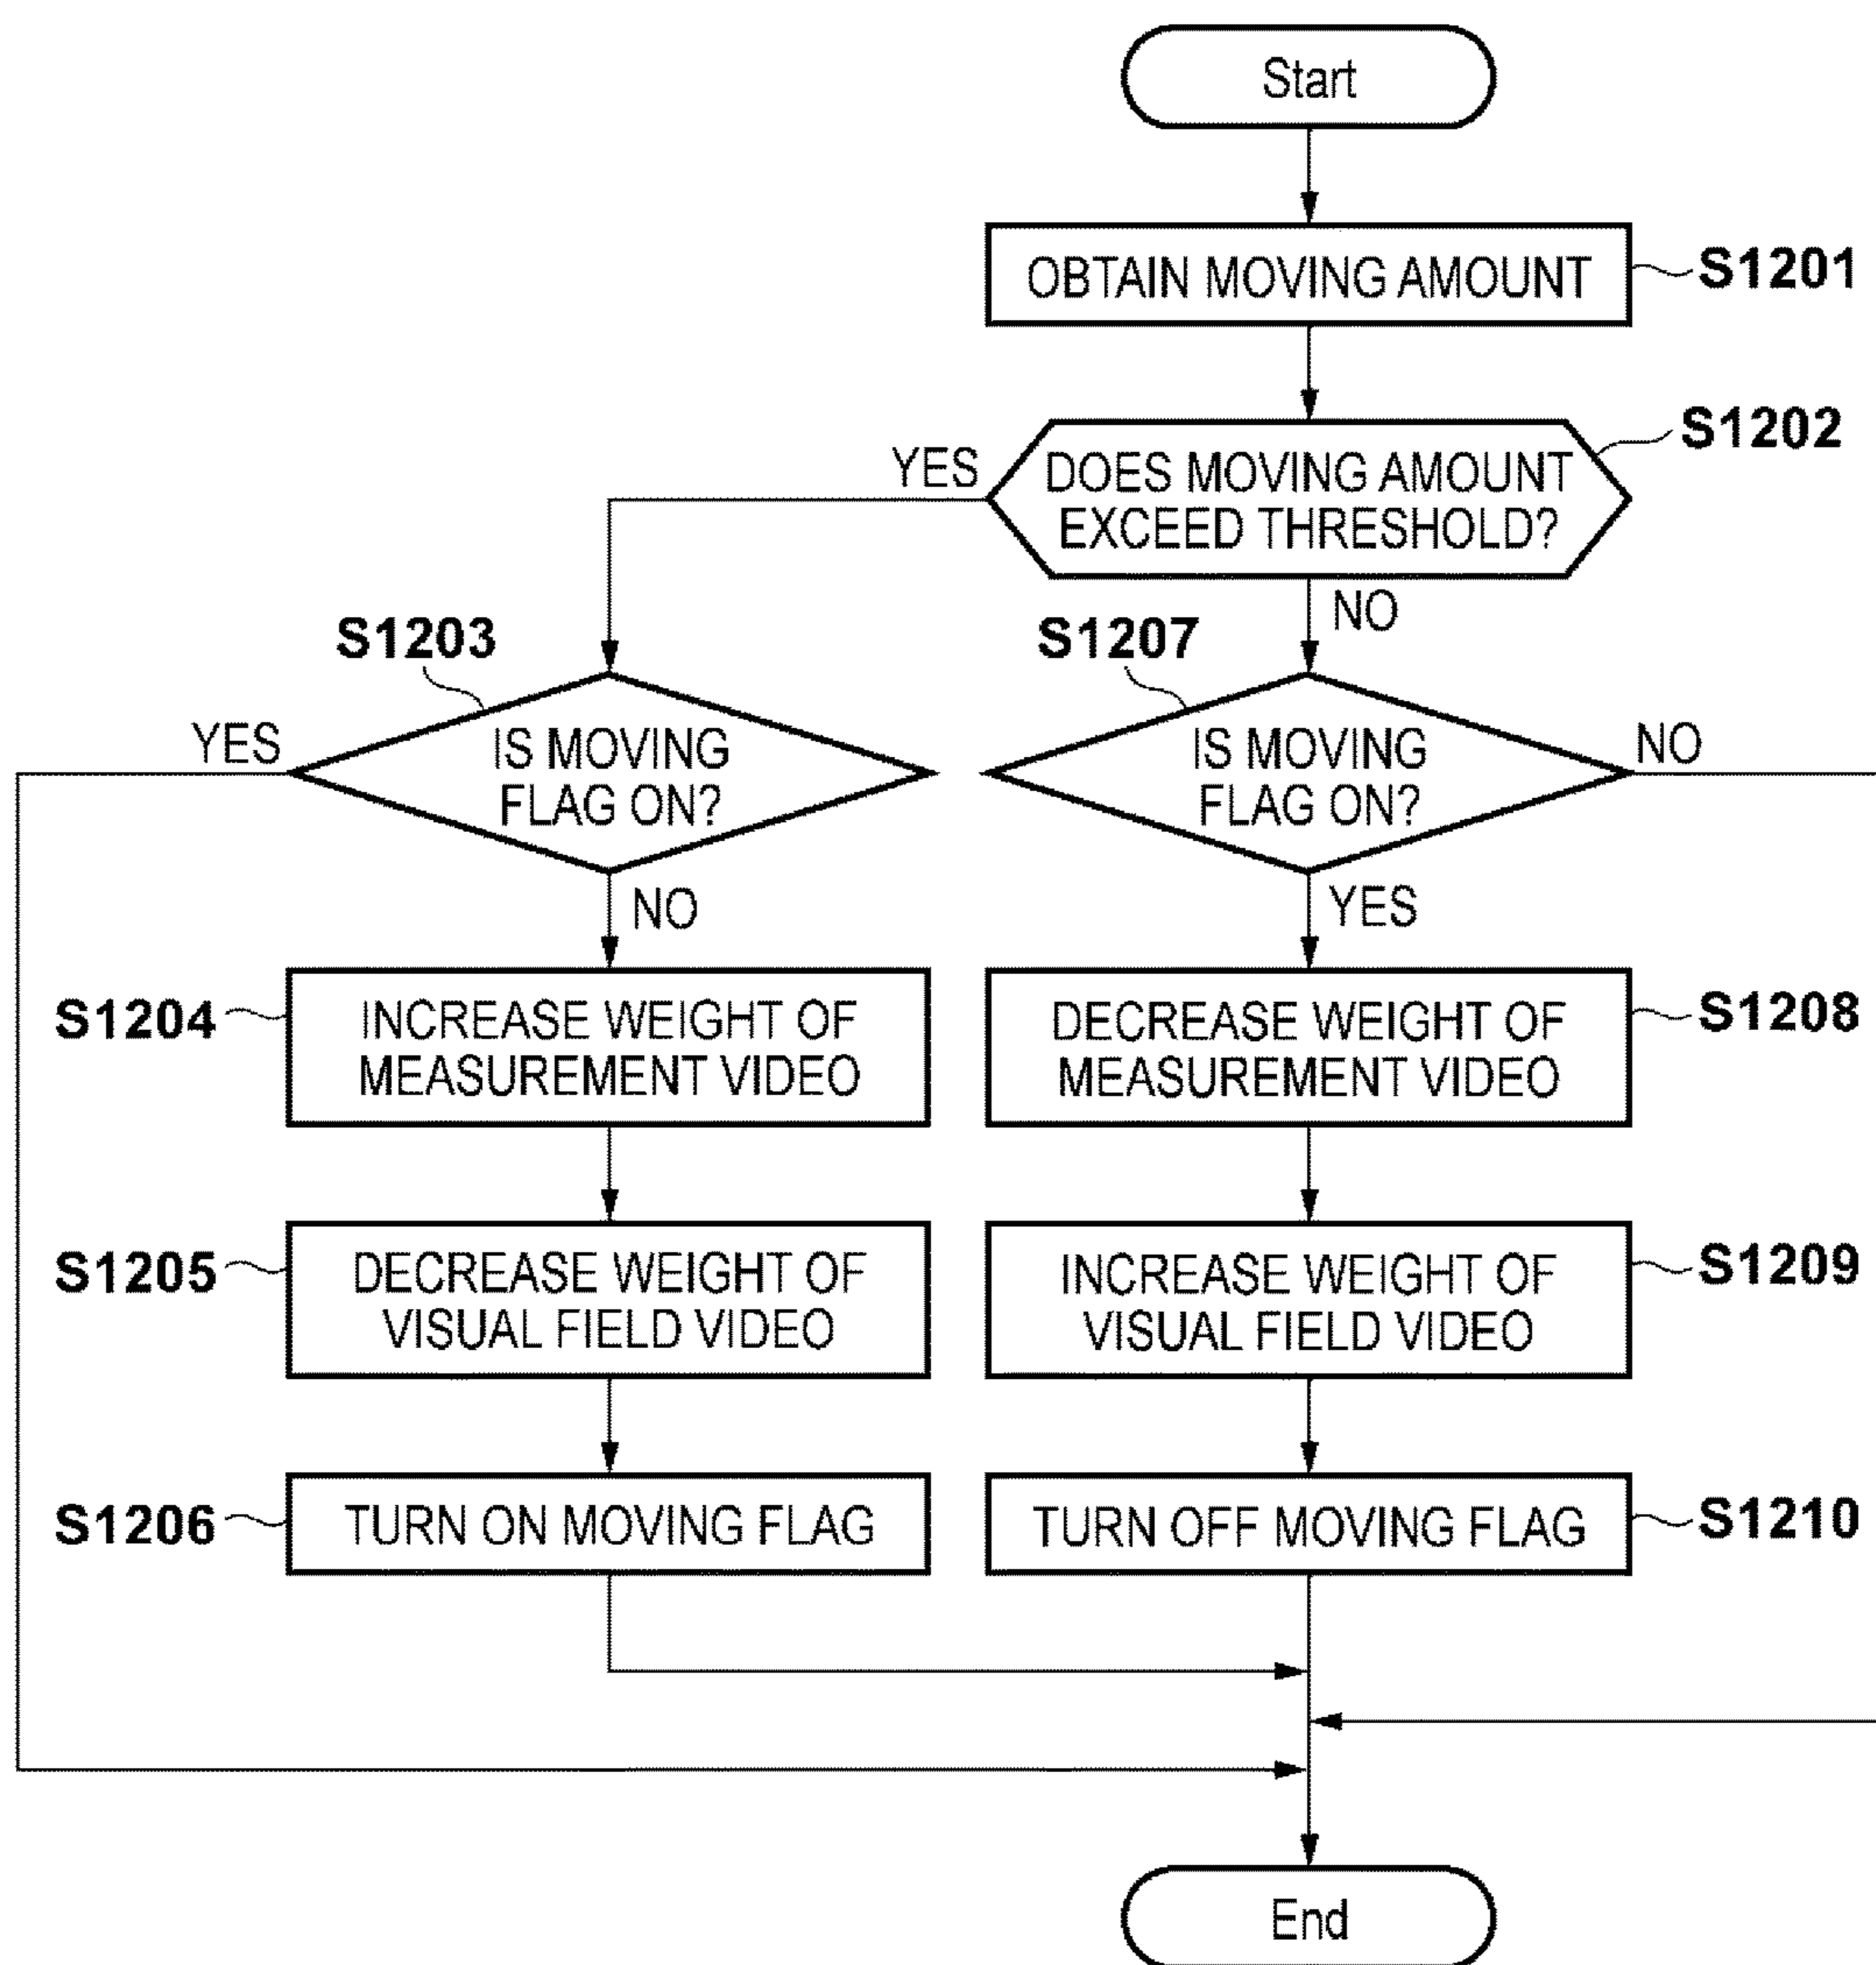 Start
OBTAIN MOVING AMOUNT
S1201
S1202
YES
DOES MOVING AMOUNT
EXCEED THRESHOLD?
NO
S1203
S1207
YES
IS MOVING
FLAG ON?
NO
IS MOVING
FLAG ON?
NO
YES
S1204
INCREASE WEIGHT OF
MEASUREMENT VIDEO
DECREASE WEIGHT OF
MEASUREMENT VIDEO
S1208
S1205
DECREASE WEIGHT OF
VISUAL FIELD VIDEO
INCREASE WEIGHT OF
VISUAL FIELD VIDEO
S1209
S1206
TURN ON MOVING FLAG
TURN OFF MOVING FLAG
S1210
End